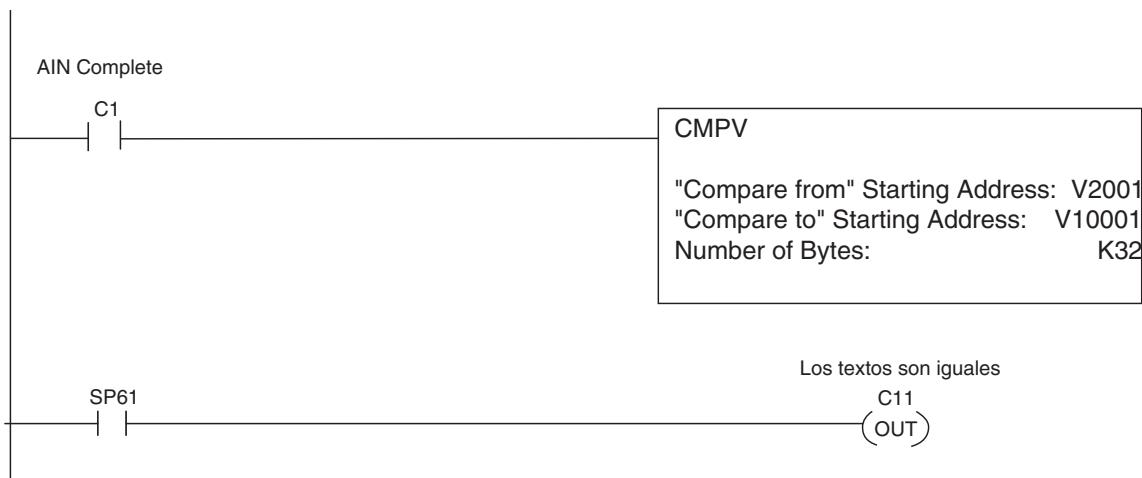 AIN Complete
C1
CMPV
"Compare from" Starting Address: V2001
"Compare to" Starting Address: V10001
Number of Bytes: K32
Los textos son iguales
SP61
C11
OUT